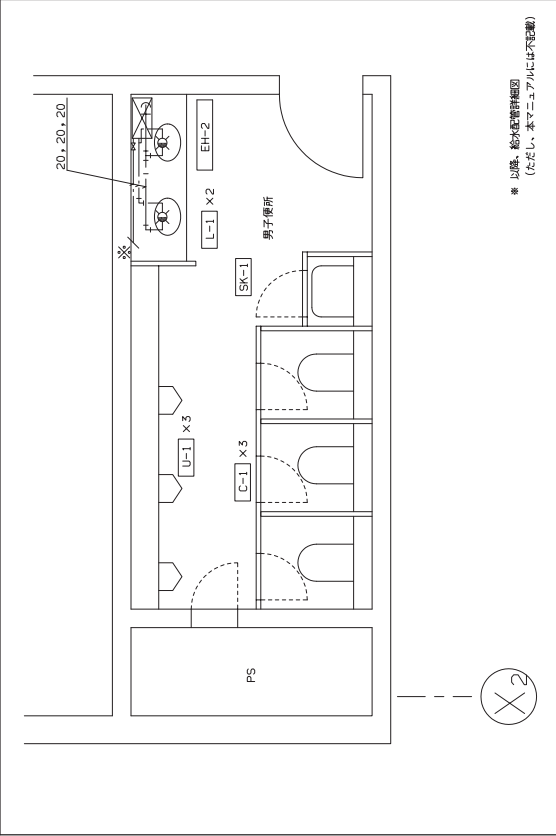 20,20,20
※
EH-2
L-1 ×2
男子便所
SK-1
U-1 ×3
C-1 ×3
PS
X2
※ 以降、給水配管詳細図
(ただし、本マニュアルには不記載)